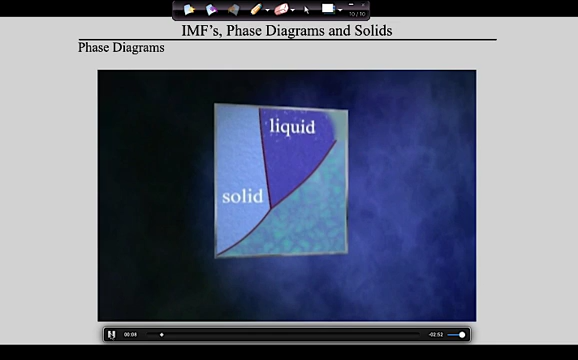 10 / 10
IMF's, Phase Diagrams and Solids
Phase Diagrams
liquid
solid
00:08
-02:52